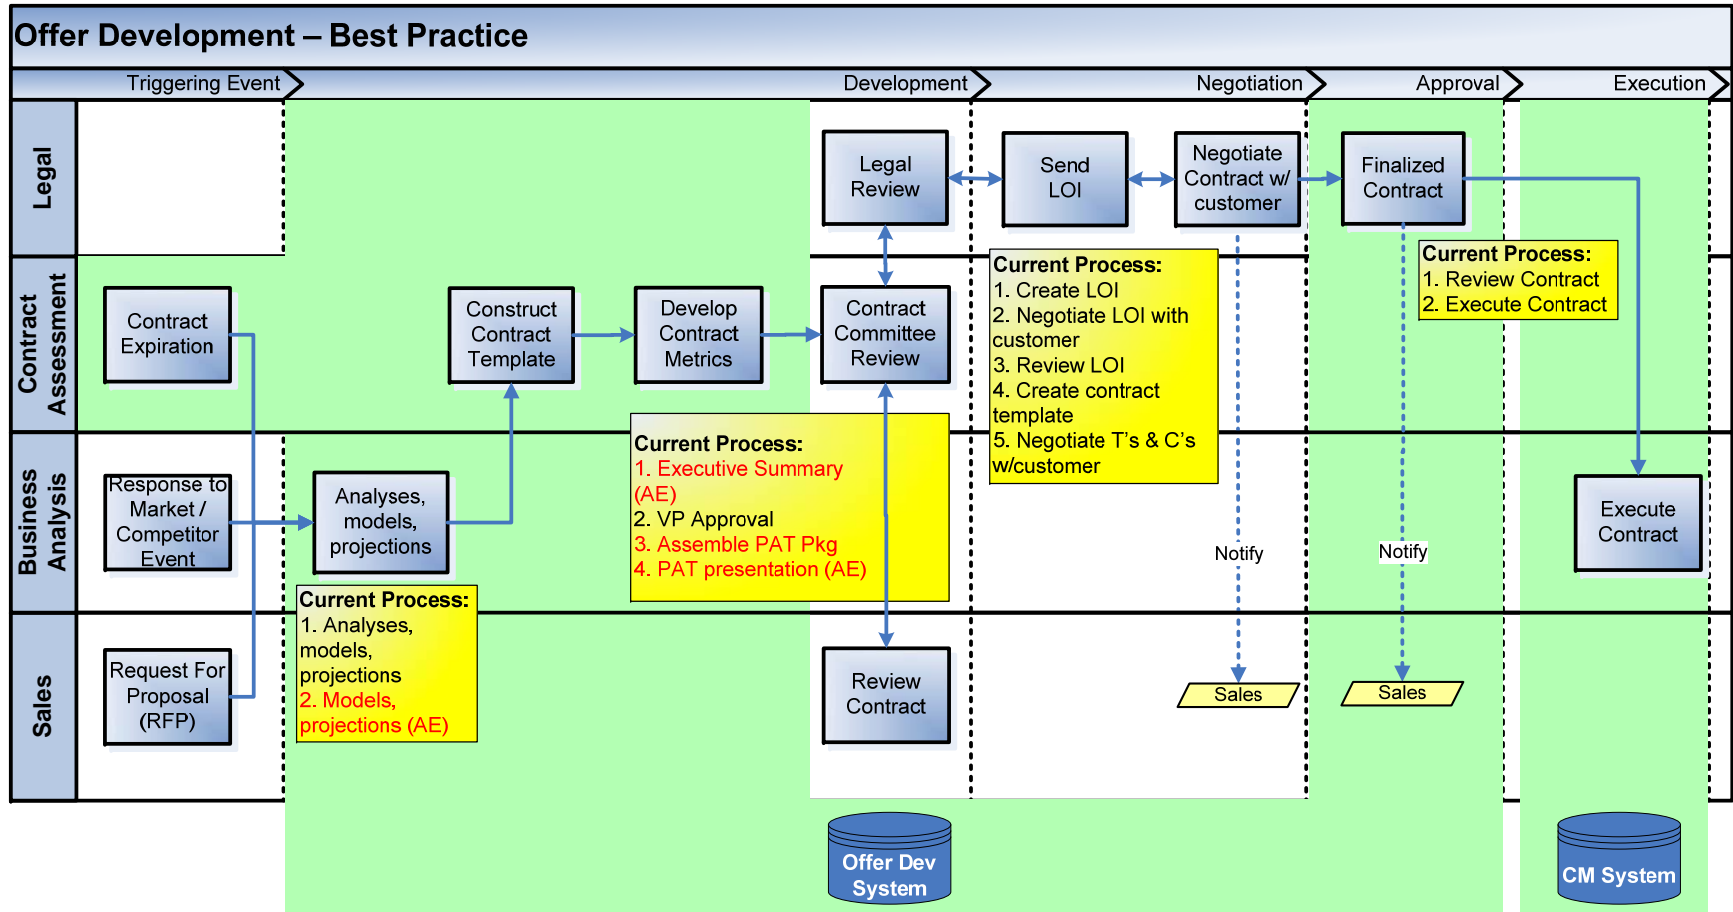 Offer Development – Best Practice
Triggering Event
Development
Negotiation
Approval
Execution
Legal
Legal
Review
Send
LOI
Negotiate
Contract w/
customer
Finalized
Contract
Contract
Assessment
Contract
Expiration
Construct
Contract
Template
Develop
Contract
Metrics
Contract
Committee
Review
Current Process:
1. Create LOI
2. Negotiate LOI with
customer
3. Review LOI
4. Create contract
template
5. Negotiate T's & C's
w/customer
Current Process:
1. Review Contract
2. Execute Contract
Business
Analysis
Response to
Market /
Competitor
Event
Analyses,
models,
projections
Current Process:
1. Executive Summary
(AE)
2. VP Approval
3. Assemble PAT Pkg
4. PAT presentation (AE)
Notify
Notify
Execute
Contract
Sales
Request For
Proposal
(RFP)
Current Process:
1. Analyses,
models,
projections
2. Models,
projections (AE)
Review
Contract
Sales
Sales
Offer Dev
System
CM System